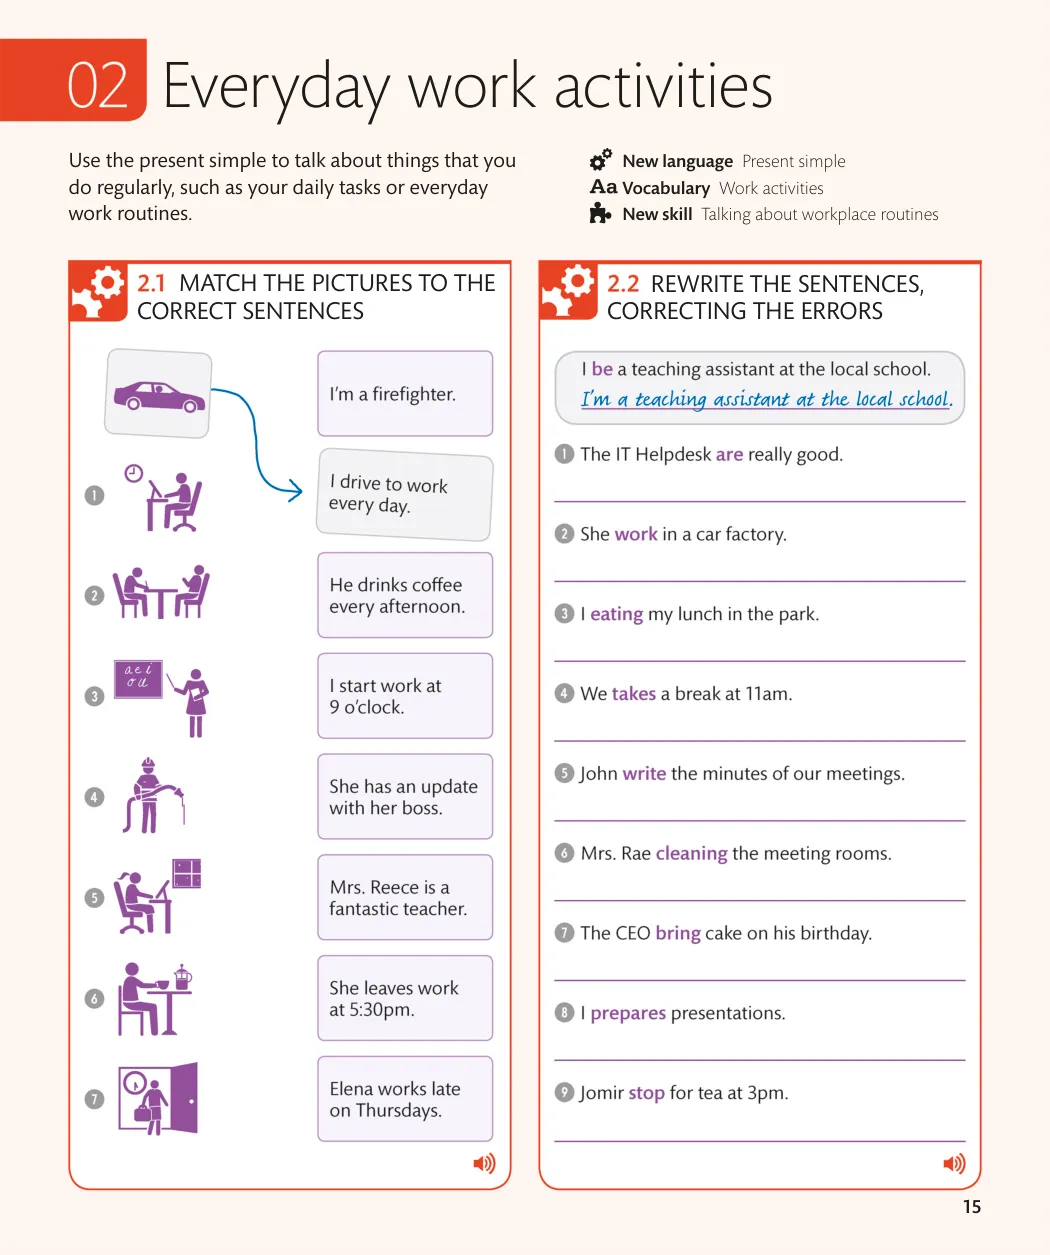 02 Everyday work activities
Use the present simple to talk about things that you
do regularly, such as your daily tasks or everyday
work routines.
New language Present simple
Aa Vocabulary Work activities
New skill Talking about workplace routines
2.1 MATCH THE PICTURES TO THE
CORRECT SENTENCES
I'm a firefighter.
I drive to work
every day.
1
He drinks coffee
every afternoon.
2
I start work at
9 o'clock.
a e i
o u
3
She has an update
with her boss.
4
Mrs. Reece is a
fantastic teacher.
5
She leaves work
at 5:30pm.
6
Elena works late
on Thursdays.
7
2.2 REWRITE THE SENTENCES,
CORRECTING THE ERRORS
I be a teaching assistant at the local school.
I'm a teaching assistant at the local school.
1 The IT Helpdesk are really good.
2 She work in a car factory.
3 I eating my lunch in the park.
4 We takes a break at 11am.
5 John write the minutes of our meetings.
6 Mrs. Rae cleaning the meeting rooms.
7 The CEO bring cake on his birthday.
8 I prepares presentations.
9 Jomir stop for tea at 3pm.
15